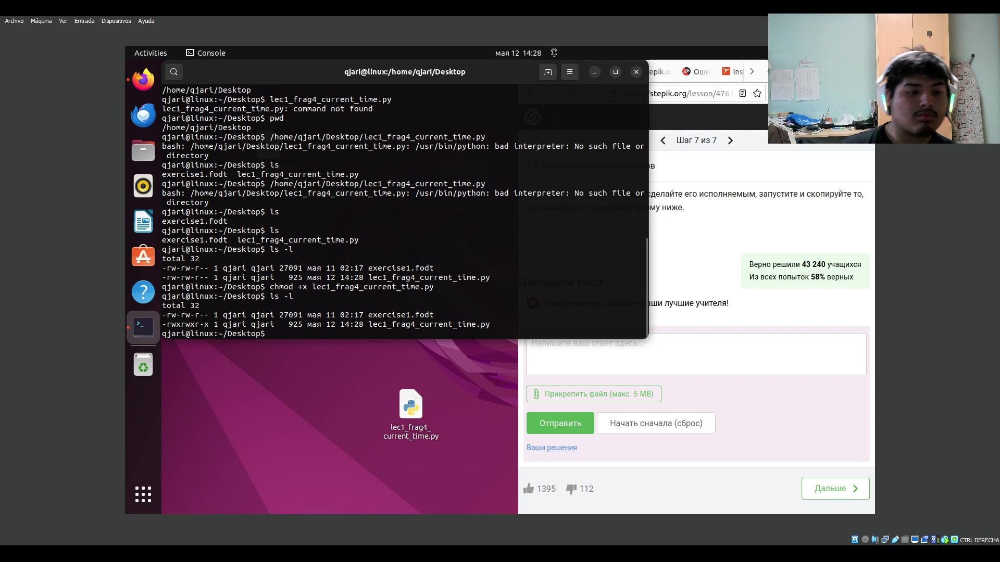 Archivo Máquina Ver Entrada Dispositivos Ayuda
Activities Console мая 12 14:28
qjari@linux:/home/qjari/Desktop
/home/qjari/Desktop
qjari@linux:~/Desktop$ lec1_frag4_current_time.py
lec1_frag4_current_time.py: command not found
qjari@linux:~/Desktop$ pwd
/home/qjari/Desktop
qjari@linux:~/Desktop$ /home/qjari/Desktop/lec1_frag4_current_time.py
bash: /home/qjari/Desktop/lec1_frag4_current_time.py: /usr/bin/python: bad interpreter: No such file or
directory
qjari@linux:~/Desktop$ ls
exercise1.fodt lec1_frag4_current_time.py
qjari@linux:~/Desktop$ /home/qjari/Desktop/lec1_frag4_current_time.py
bash: /home/qjari/Desktop/lec1_frag4_current_time.py: /usr/bin/python: bad interpreter: No such file or
directory
qjari@linux:~/Desktop$ ls
exercise1.fodt
qjari@linux:~/Desktop$ ls
exercise1.fodt lec1_frag4_current_time.py
qjari@linux:~/Desktop$ ls -l
total 32
-rw-rw-r-- 1 qjari qjari 27091 мая 11 02:17 exercise1.fodt
-rw-rw-r-- 1 qjari qjari 925 мая 12 14:28 lec1_frag4_current_time.py
qjari@linux:~/Desktop$ chmod +x lec1_frag4_current_time.py
qjari@linux:~/Desktop$ ls -l
total 32
-rw-rw-r-- 1 qjari qjari 27091 мая 11 02:17 exercise1.fodt
-rwxrwxr-x 1 qjari qjari 925 мая 12 14:28 lec1_frag4_current_time.py
qjari@linux:~/Desktop$
epik.o Оши Ins
stepik.org/lesson/4761
Шаг 7 из 7
1.5 Запуск исполняемых файлов
сделайте его исполняемым, запустите и скопируйте то,
что он выведет на экран, в форму ниже.
Верно решили 43 240 учащихся
Из всех попыток 58% верных
Напишите текст
Пока неверно. Ошибки - наши лучшие учителя!
Напишите ваш ответ здесь...
Прикрепить файл (макс. 5 MB)
Отправить Начать сначала (сброс)
Ваши решения
1395 112
Дальше
lec1_frag4_
current_time.py
CTRL DERECHA